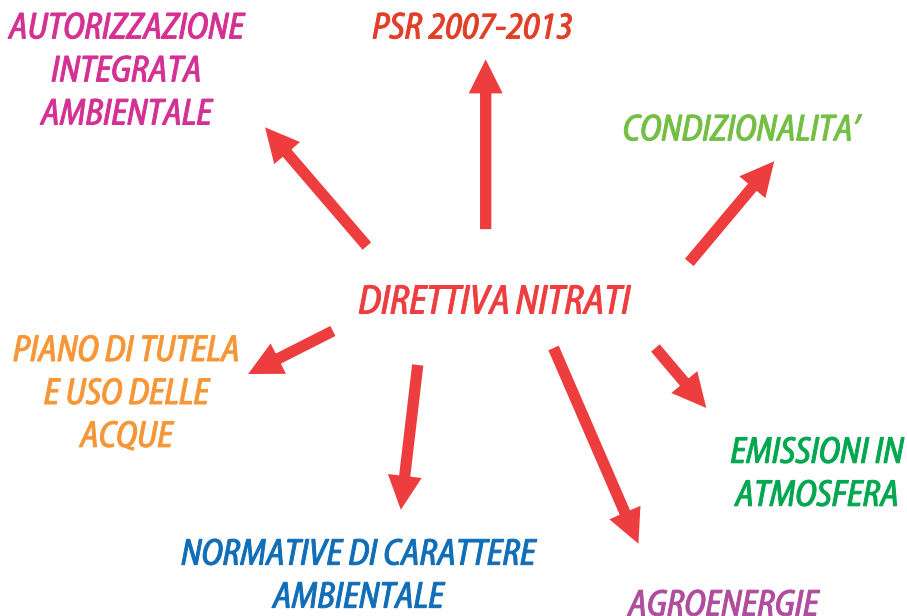 AUTORIZZAZIONE
INTEGRATA
AMBIENTALE
PSR 2007-2013
CONDIZIONALITA'
DIRETTIVA NITRATI
PIANO DI TUTELA
E USO DELLE
ACQUE
EMISSIONI IN
ATMOSFERA
NORMATIVE DI CARATTERE
AMBIENTALE
AGROENERGIE